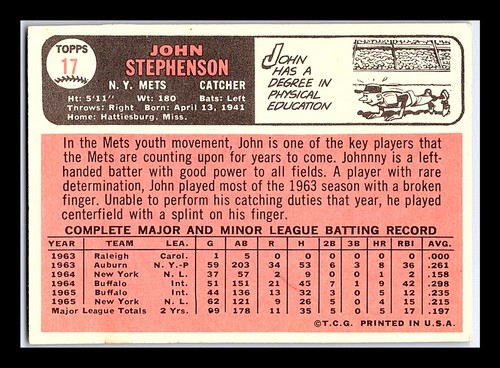 TOPPS
17
JOHN
STEPHENSON
N. Y. METS CATCHER
Ht: 5'11" Wt: 180 Bats: Left
Throws: Right Born: April 13, 1941
Home: Hattiesburg, Miss.
JOHN
HAS A
DEGREE IN
PHYSICAL
EDUCATION
In the Mets youth movement, John is one of the key players that
the Mets are counting upon for years to come. Johnnny is a left-
handed batter with good power to all fields. A player with rare
determination, John played most of the 1963 season with a broken
finger. Unable to perform his catching duties that year, he played
centerfield with a splint on his finger.
COMPLETE MAJOR AND MINOR LEAGUE BATTING RECORD
YEAR TEAM LEA. G AB R H 2B 3B HR RBI AVG.
1963 Raleigh Carol. 1 5 0 0 0 0 0 0 .000
1963 Auburn N. Y.-P 59 203 34 53 6 3 8 36 .261
1964 New York N. L. 37 57 2 9 0 0 1 2 .158
1964 Buffalo Int. 51 151 21 45 7 1 9 42 .298
1965 Buffalo Int. 44 136 13 32 3 0 5 12 .235
1965 New York N. L. 62 121 9 26 5 0 4 15 .215
Major League Totals 2 Yrs. 99 178 11 35 5 0 5 17 .197
©T.C.G. PRINTED IN U.S.A.